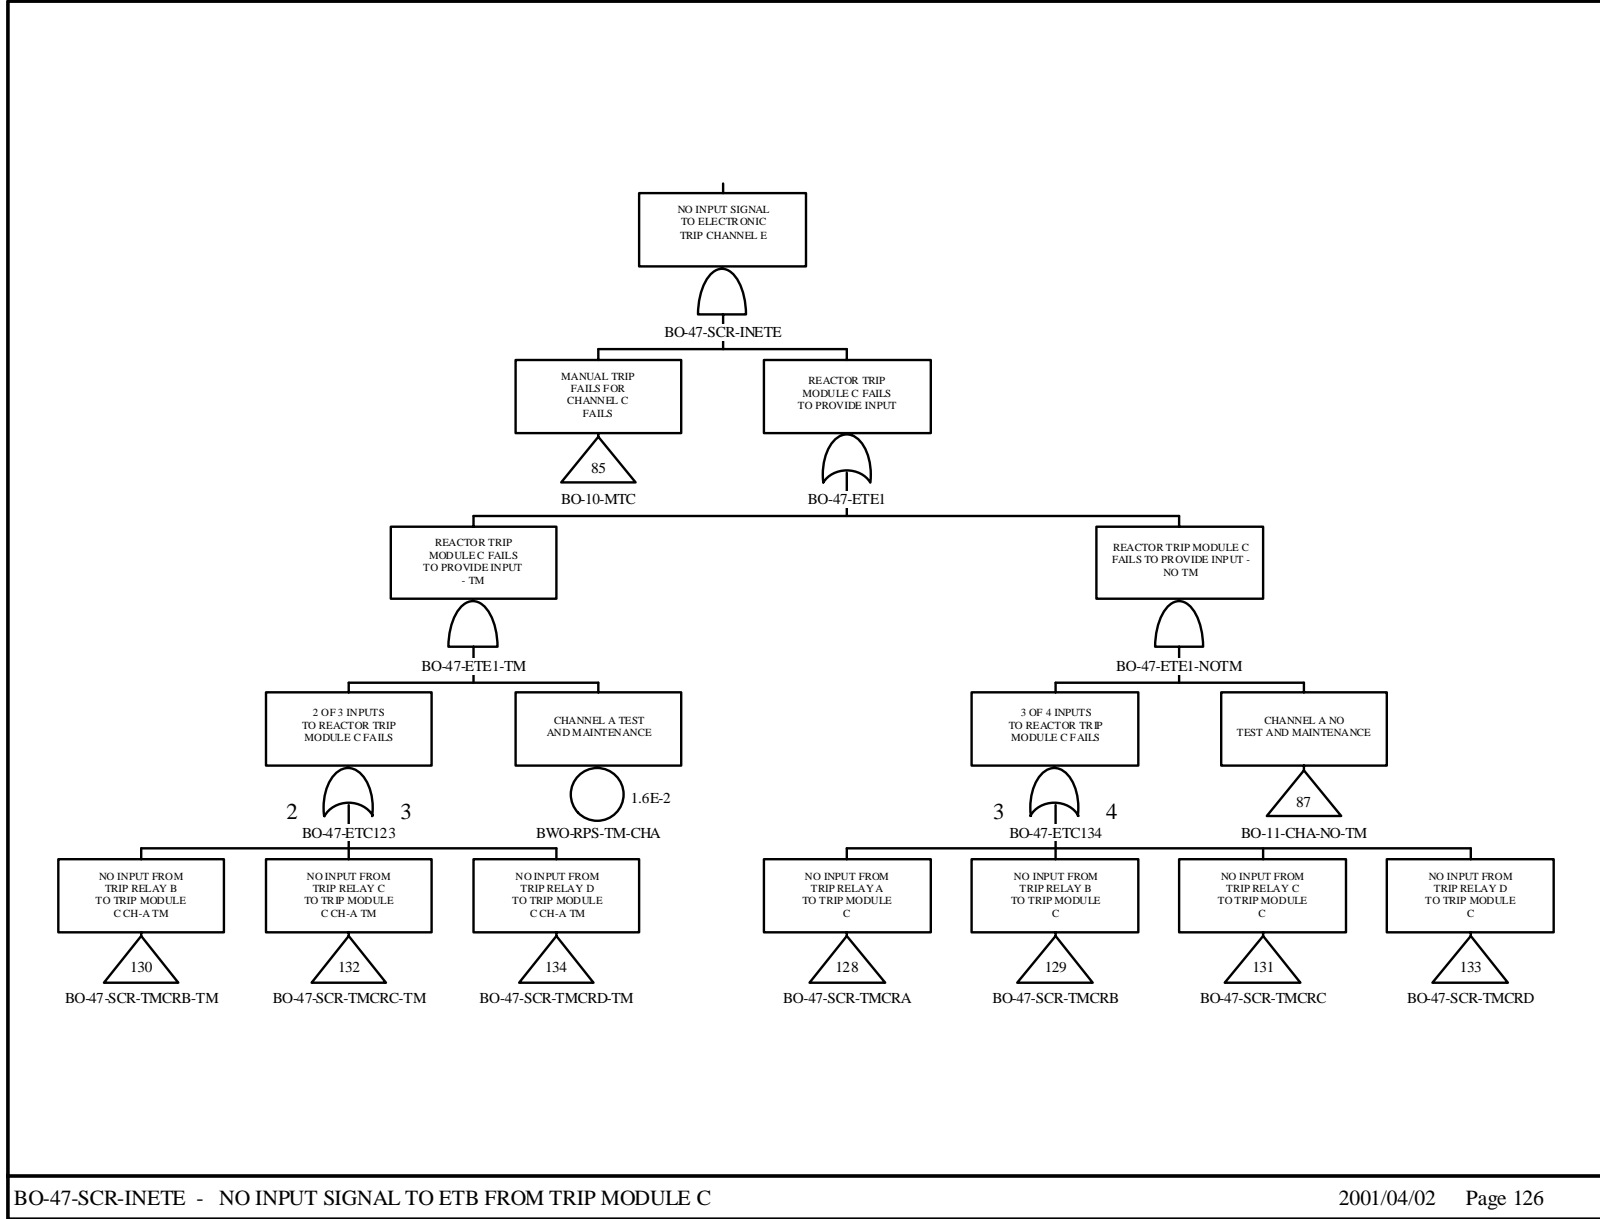 NO INPUT SIGNAL
TO ELECTRONIC
TRIP CHANNEL E
BO-47-SCR-INETE
MANUAL TRIP
FAILS FOR
CHANNEL C
FAILS
85
BO-10-MTC
REACTOR TRIP
MODULE C FAILS
TO PROVIDE INPUT
BO-47-ETE1
REACTOR TRIP
MODULE C FAILS
TO PROVIDE INPUT
- TM
BO-47-ETE1-TM
REACTOR TRIP MODULE C
FAILS TO PROVIDE INPUT -
NO TM
BO-47-ETE1-NOTM
2 OF 3 INPUTS
TO REACTOR TRIP
MODULE C FAILS
2 3
BO-47-ETC123
CHANNEL A TEST
AND MAINTENANCE
1.6E-2
BWO-RPS-TM-CHA
3 OF 4 INPUTS
TO REACTOR TRIP
MODULE C FAILS
3 4
BO-47-ETC134
CHANNEL A NO
TEST AND MAINTENANCE
87
BO-11-CHA-NO-TM
NO INPUT FROM
TRIP RELAY B
TO TRIP MODULE
C CH-A TM
130
BO-47-SCR-TMCRB-TM
NO INPUT FROM
TRIP RELAY C
TO TRIP MODULE
C CH-A TM
132
BO-47-SCR-TMCRC-TM
NO INPUT FROM
TRIP RELAY D
TO TRIP MODULE
C CH-A TM
134
BO-47-SCR-TMCRD-TM
NO INPUT FROM
TRIP RELAY A
TO TRIP MODULE
C
128
BO-47-SCR-TMCRA
NO INPUT FROM
TRIP RELAY B
TO TRIP MODULE
C
129
BO-47-SCR-TMCRB
NO INPUT FROM
TRIP RELAY C
TO TRIP MODULE
C
131
BO-47-SCR-TMCRC
NO INPUT FROM
TRIP RELAY D
TO TRIP MODULE
C
133
BO-47-SCR-TMCRD
BO-47-SCR-INETE - NO INPUT SIGNAL TO ETB FROM TRIP MODULE C
2001/04/02 Page 126